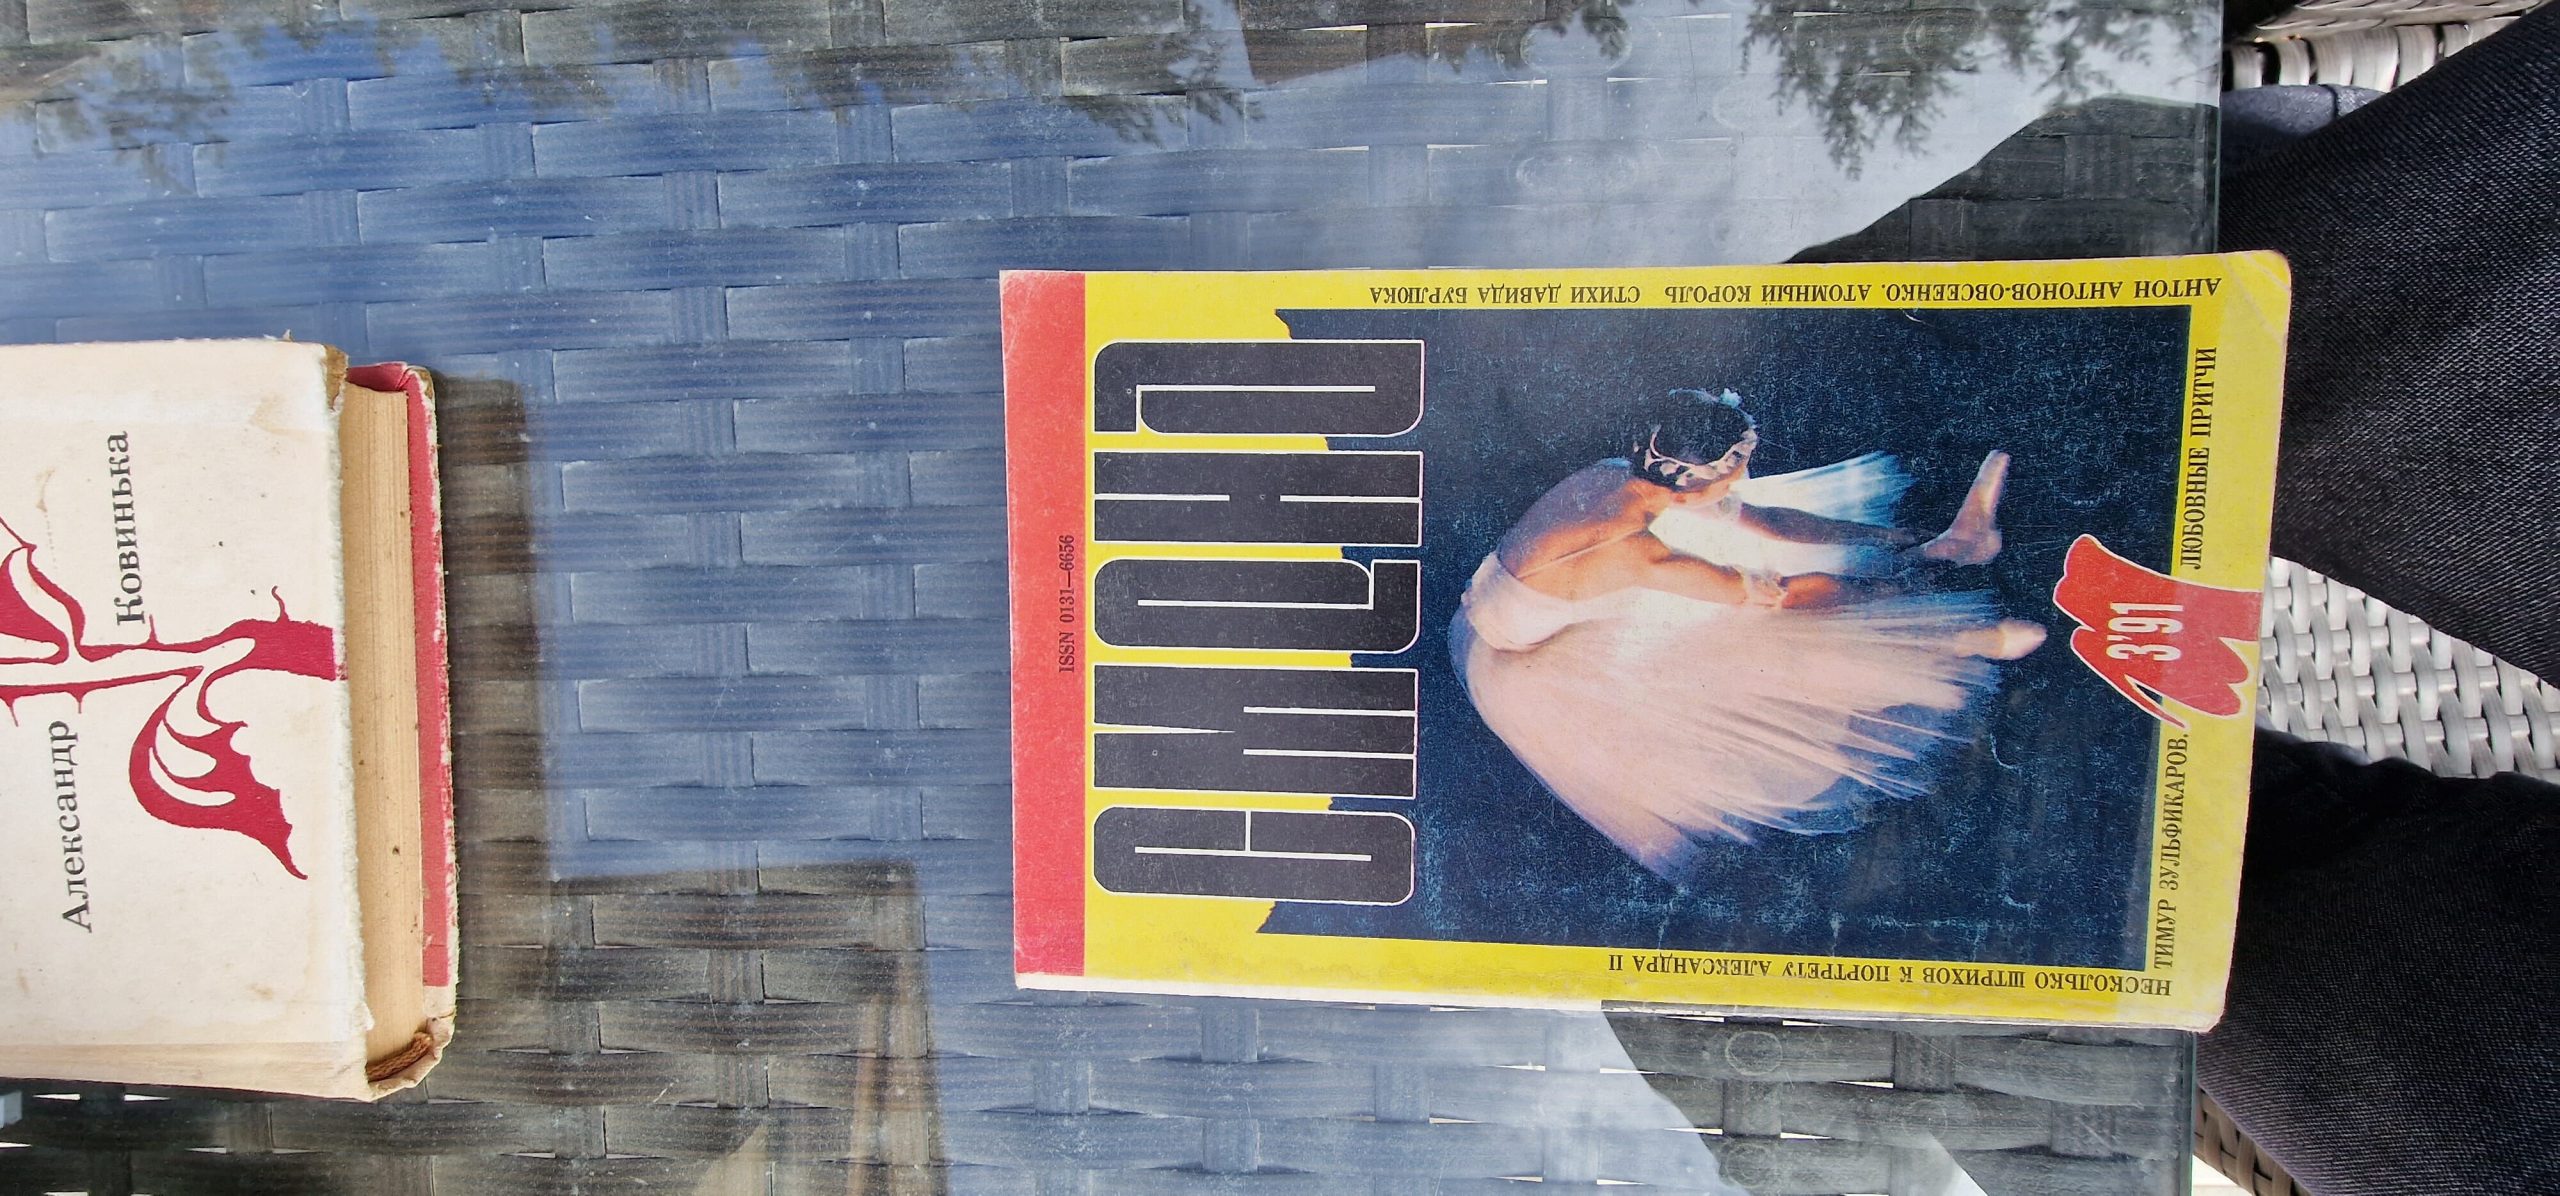 Александр
Ковинька
ISSN 0131—6656
СМЕНА
НЕСКОЛЬКО ШТРИХОВ К ПОРТРЕТУ АЛЕКСАНДРА II
АНТОН АНТОНОВ-ОВСЕЕНКО. АТОМНЫЙ КОРОЛЬ СТИХИ ДАВИДА БУРЛЮКА
3'91
ТИМУР ЗУЛЬФИКАРОВ. ЛЮБОВНЫЕ ПРИТЧИ